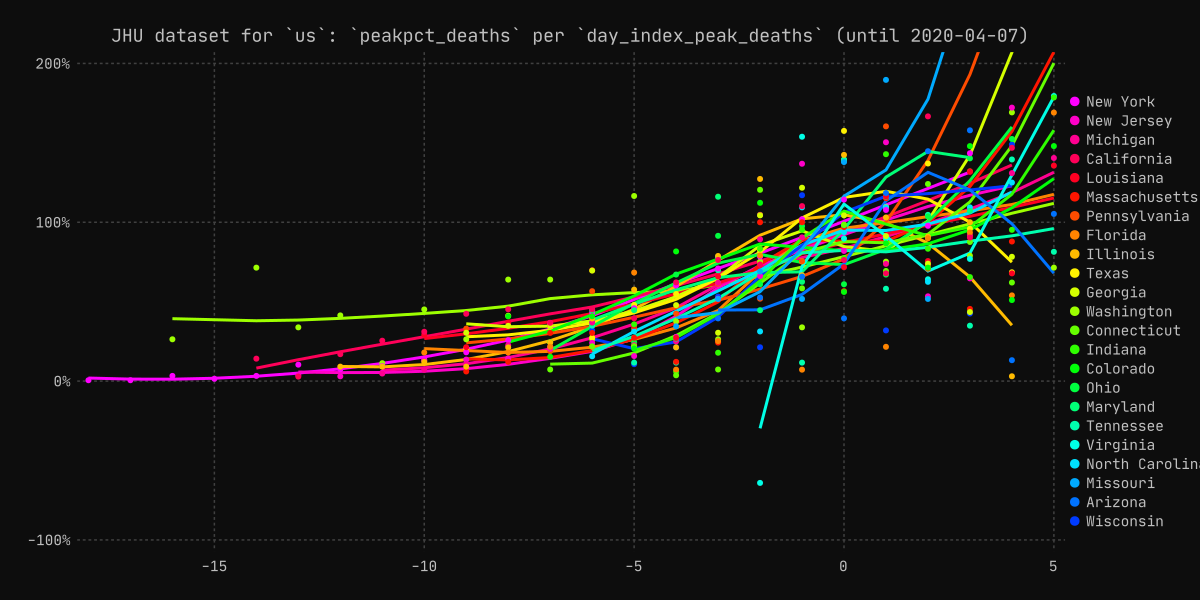 JHU dataset for `us`: `peakpct_deaths` per `day_index_peak_deaths` (until 2020-04-07)
200%
100%
0%
-100%
-15
-10
-5
0
5
New York
New Jersey
Michigan
California
Louisiana
Massachusetts
Pennsylvania
Florida
Illinois
Texas
Georgia
Washington
Connecticut
Indiana
Colorado
Ohio
Maryland
Tennessee
Virginia
North Carolin
Missouri
Arizona
Wisconsin